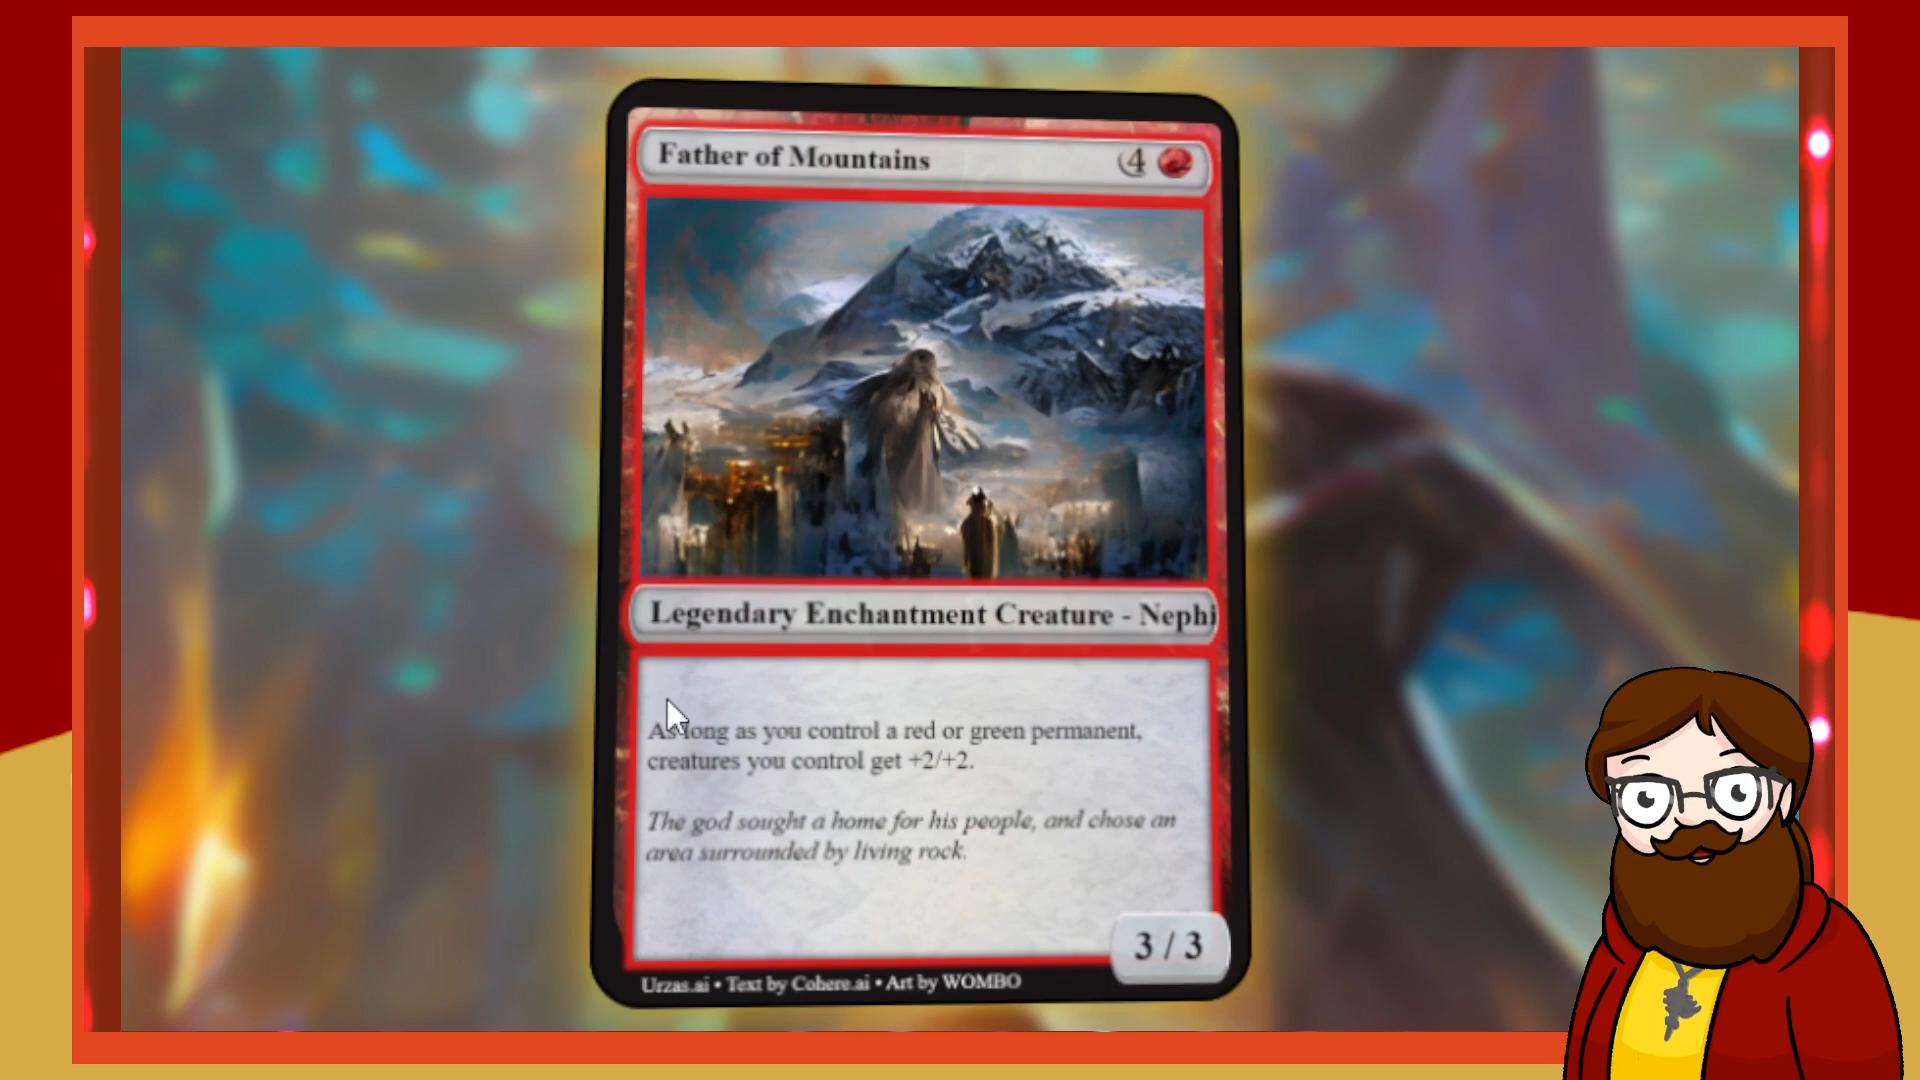 Father of Mountains 4
Legendary Enchantment Creature - Nephi
As long as you control a red or green permanent,
creatures you control get +2/+2.
The god sought a home for his people, and chose an
area surrounded by living rock.
3 / 3
Urzas.ai • Text by Cohere.ai • Art by WOMBO